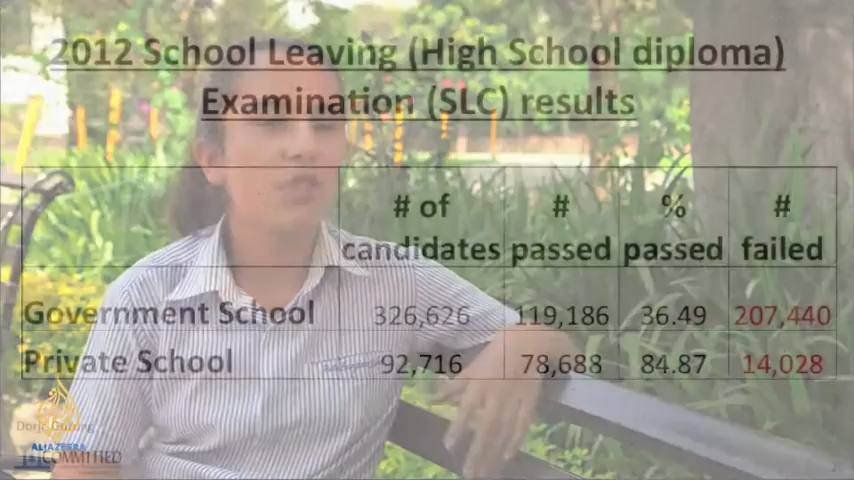 2012 School Leaving (High School diploma)
Examination (SLC) results
# of candidates # passed % passed # failed
Government School 326,626 119,186 36.49 207,440
Private School 92,716 78,688 84.87 14,028
ALJAZEERA
COMMITTED